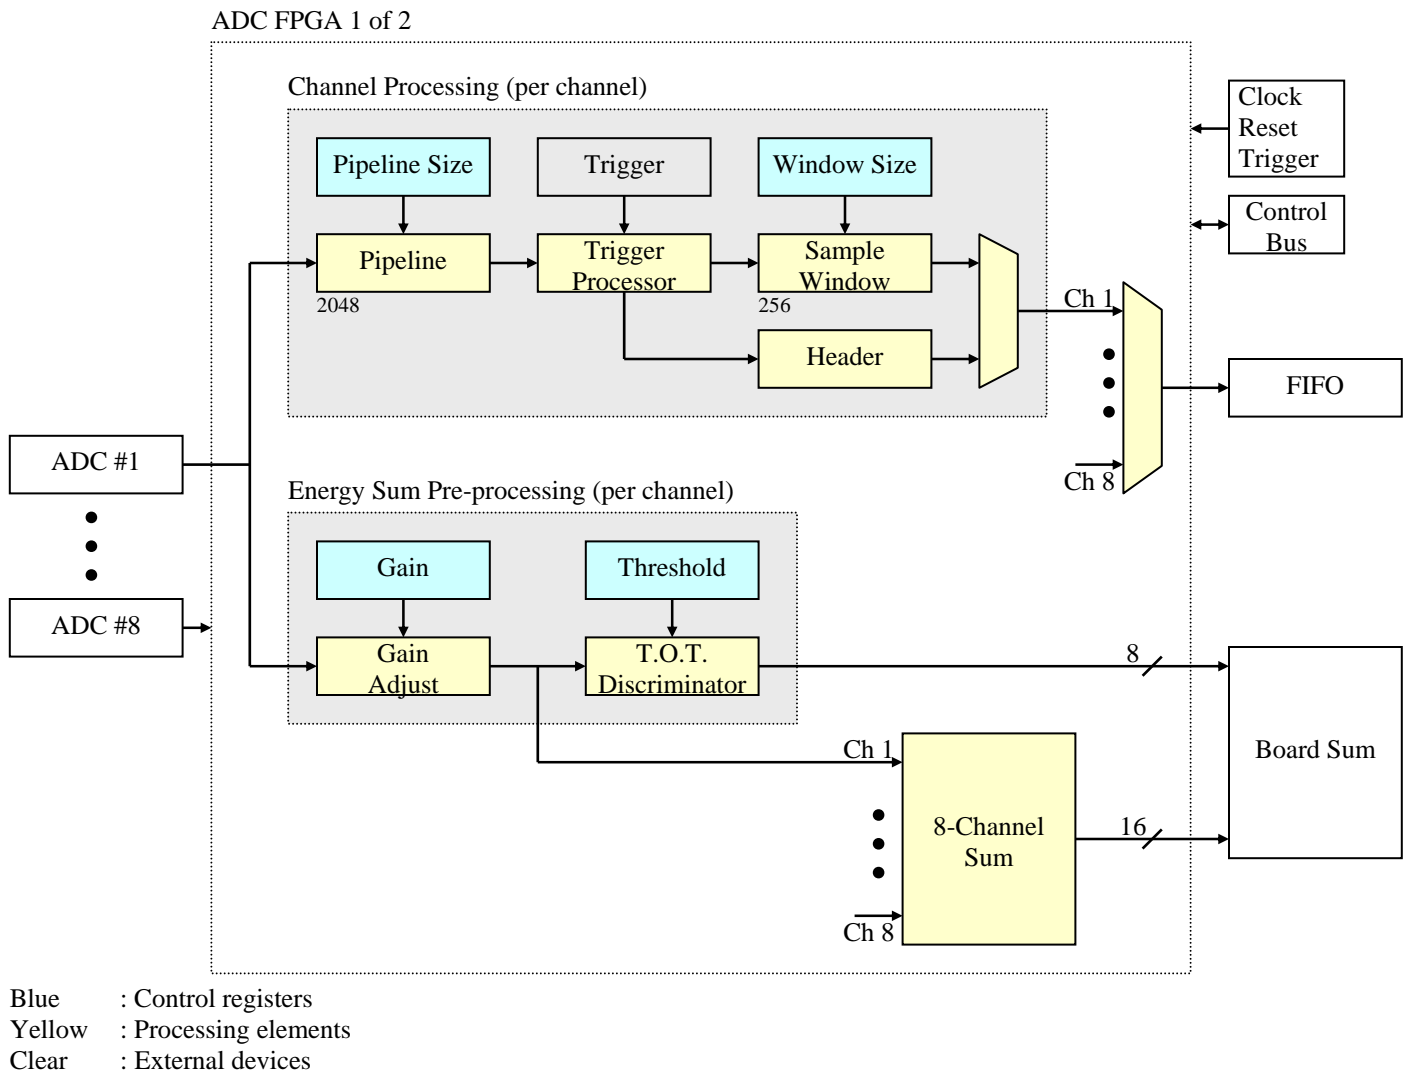 ADC FPGA 1 of 2
Channel Processing (per channel)
Clock
Reset
Trigger
Pipeline Size
Trigger
Window Size
Control
Bus
Pipeline
Trigger
Processor
Sample
Window
2048
256
Ch 1
Header
FIFO
ADC #1
Ch 8
Energy Sum Pre-processing (per channel)
Gain
Threshold
ADC #8
Gain
Adjust
T.O.T.
Discriminator
8
Ch 1
Board Sum
8-Channel
Sum
16
Ch 8
Blue : Control registers
Yellow : Processing elements
Clear : External devices